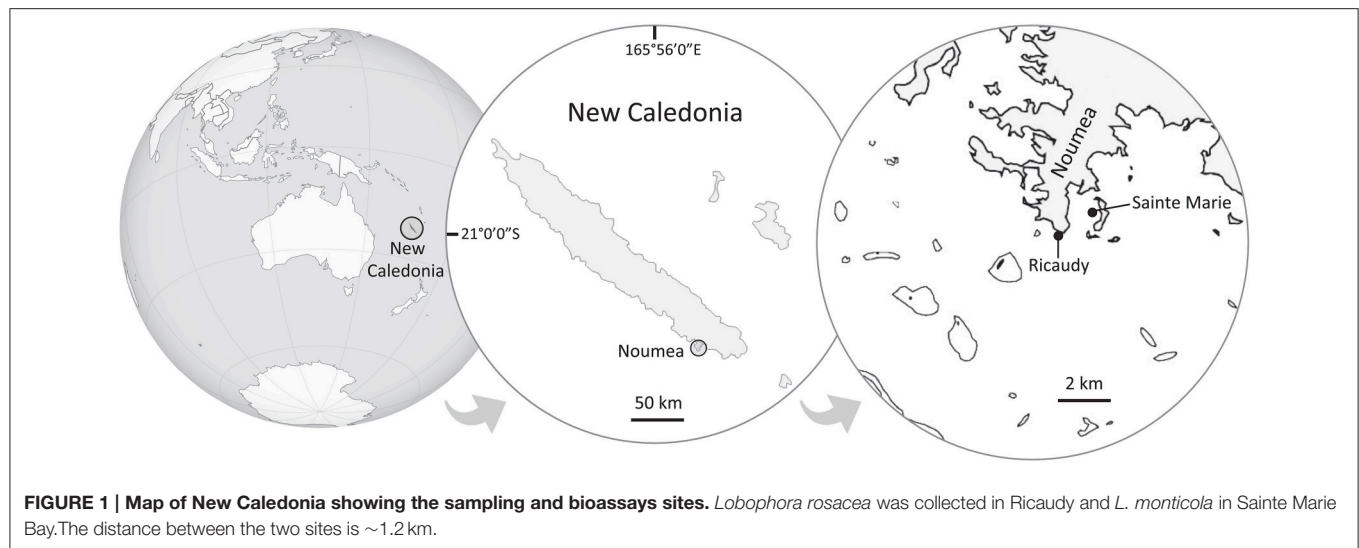 New
Caledonia
165°56'0"E
New Caledonia
21°0'0"S
Noumea
50 km
Noumea
Sainte Marie
Ricaudy
2 km
FIGURE 1 | Map of New Caledonia showing the sampling and bioassays sites. Lobophora rosacea was collected in Ricaudy and L. monticola in Sainte Marie
Bay.The distance between the two sites is ∼1.2 km.